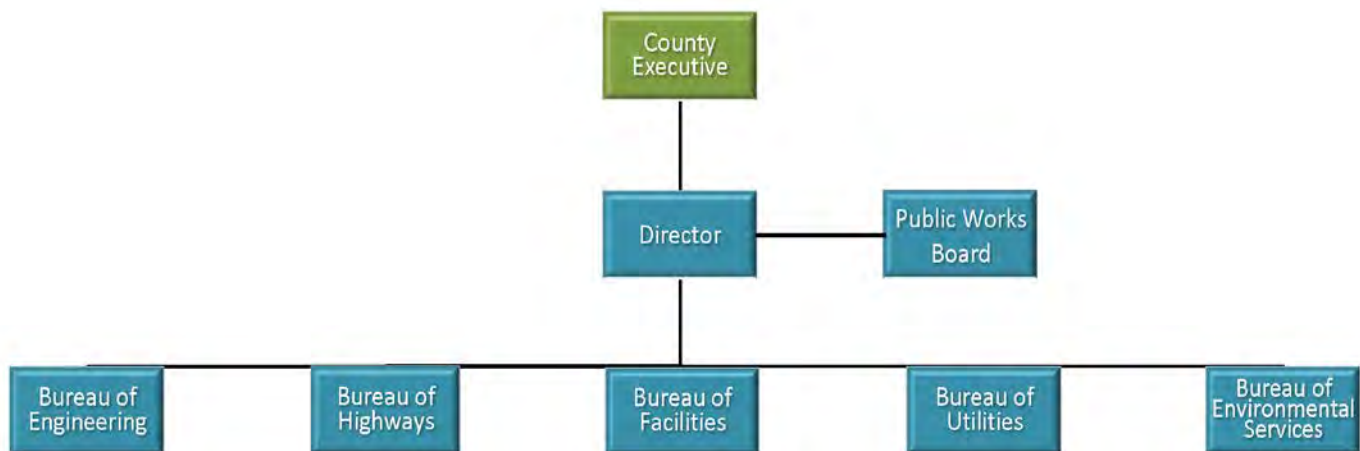 County
Executive
Director
Public Works
Board
Bureau of
Engineering
Bureau of
Highways
Bureau of
Facilities
Bureau of
Utilities
Bureau of
Environmental
Services